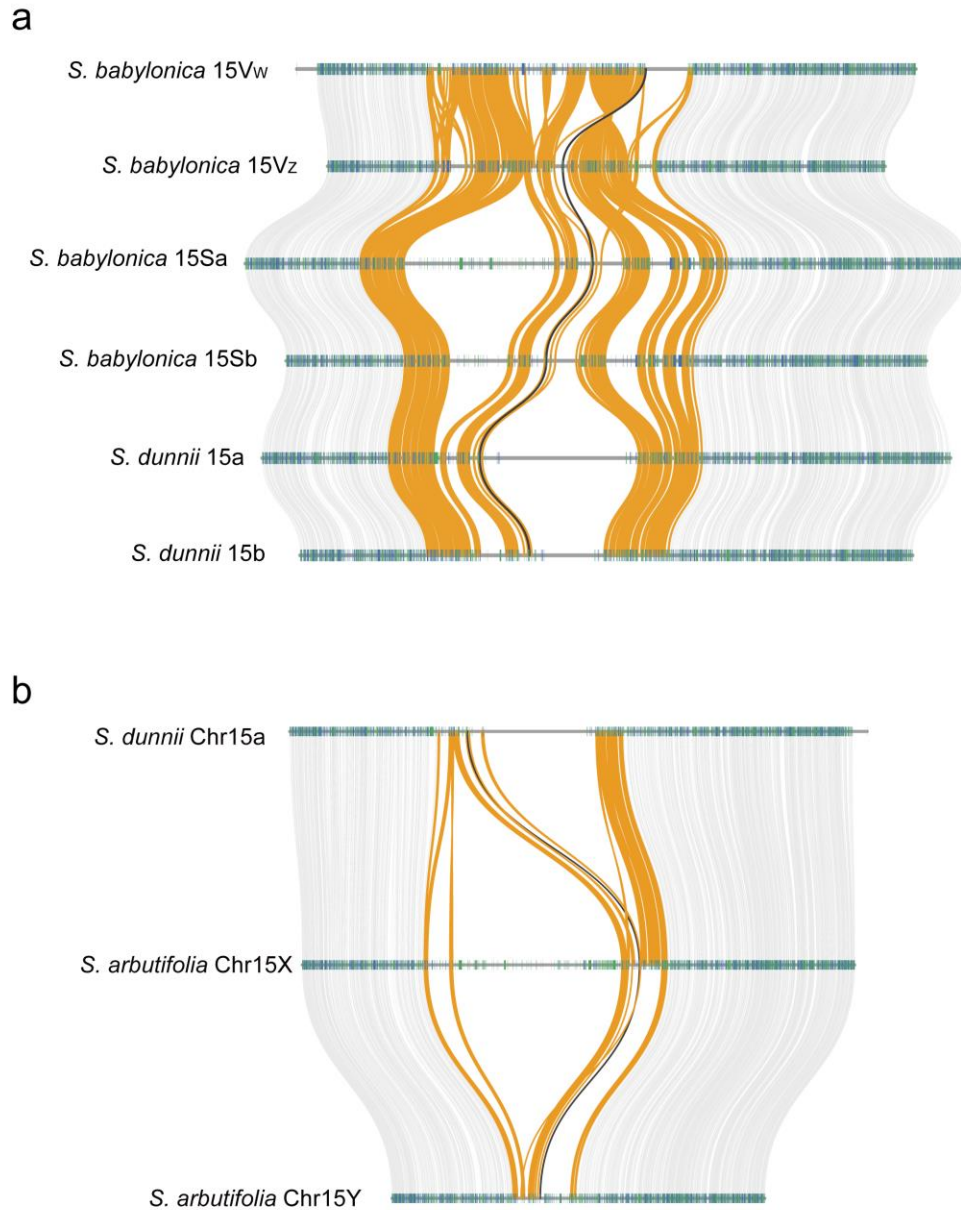 a
S. babylonica 15Vw
S. babylonica 15Vz
S. babylonica 15Sa
S. babylonica 15Sb
S. dunnii 15a
S. dunnii 15b
b
S. dunnii Chr15a
S. arbutifolia Chr15X
S. arbutifolia Chr15Y